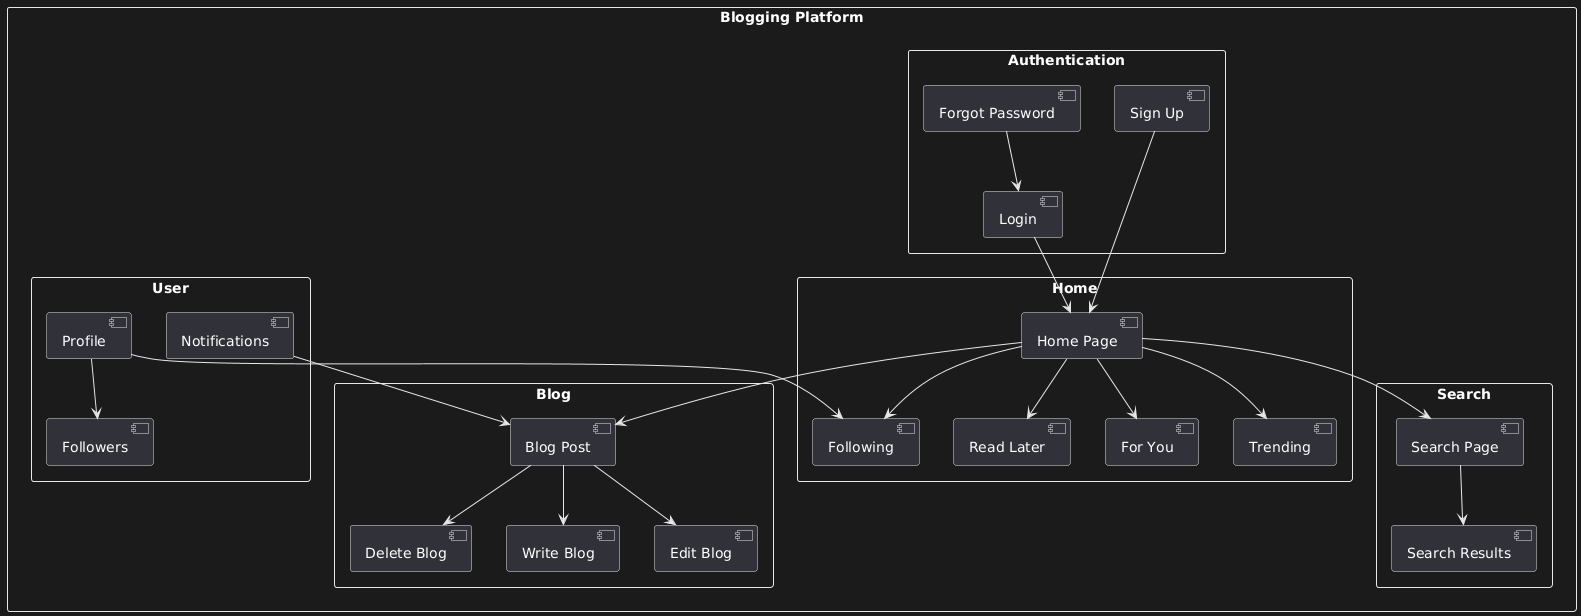 Blogging Platform
Authentication
Forgot Password
Sign Up
Login
User
Profile
Notifications
Followers
Home
Home Page
Following
Read Later
For You
Trending
Blog
Blog Post
Delete Blog
Write Blog
Edit Blog
Search
Search Page
Search Results